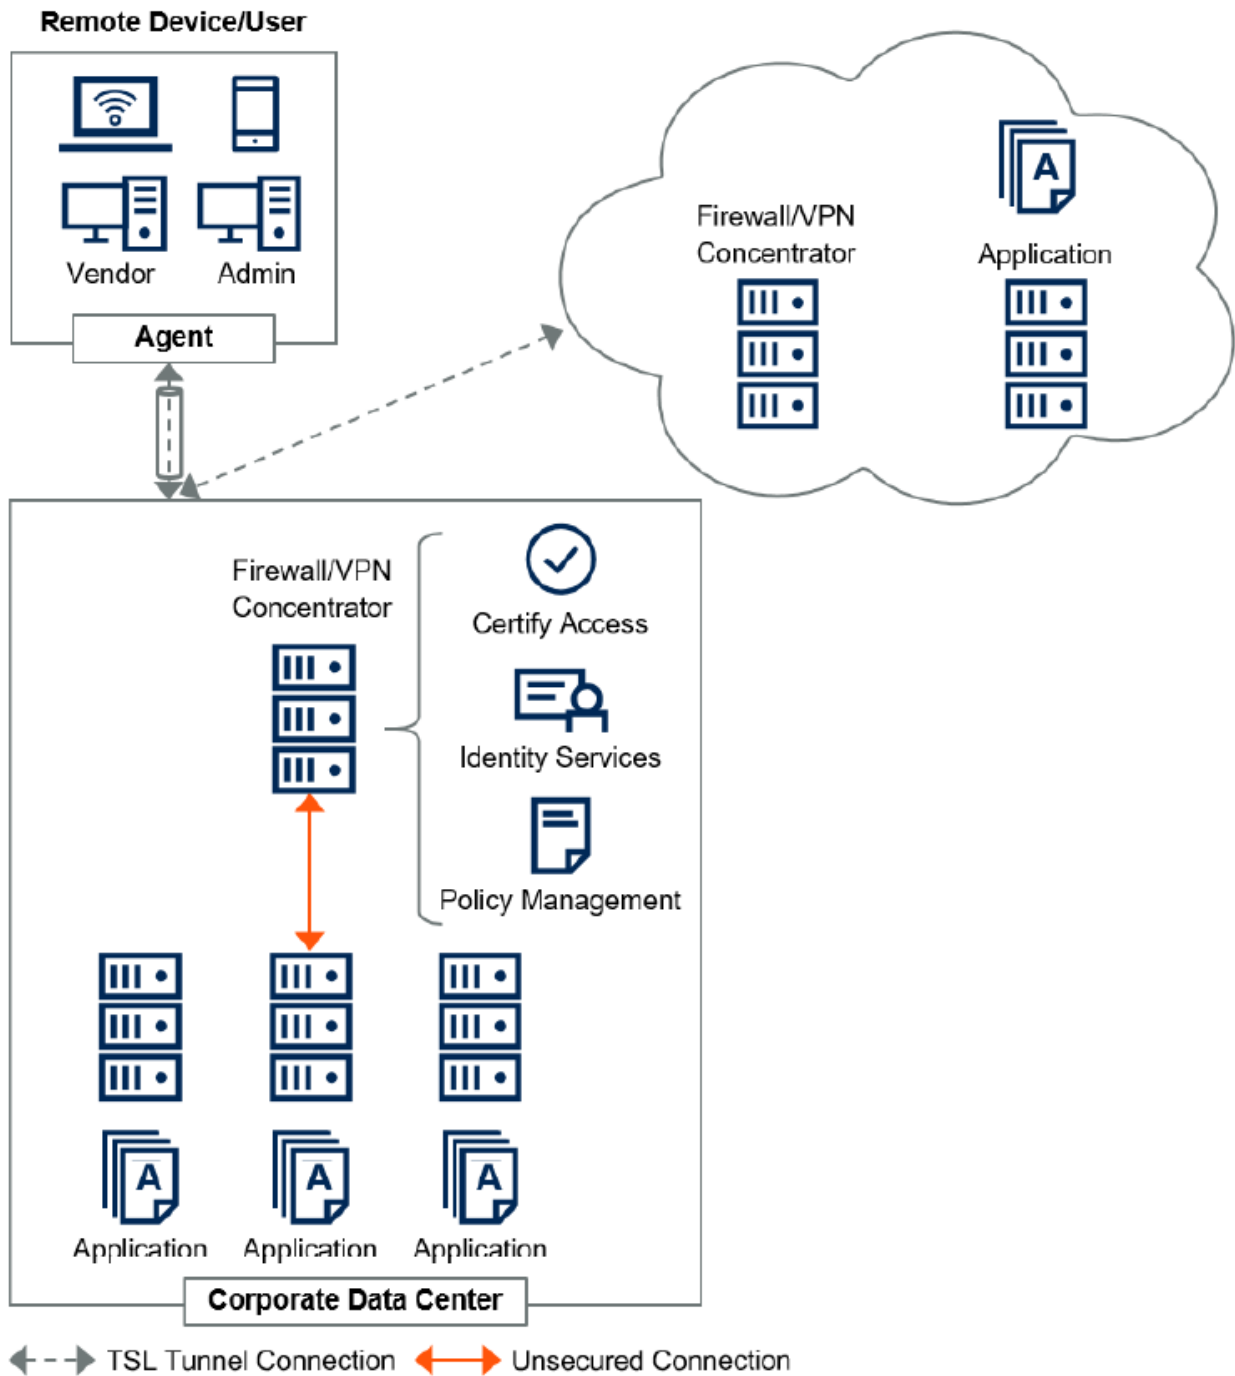 Remote Device/User
Vendor
Admin
Agent
Firewall/VPN
Concentrator
A
Application
Firewall/VPN
Concentrator
Certify Access
Identity Services
Policy Management
A
A
A
Application
Application
Application
Corporate Data Center
TSL Tunnel Connection
Unsecured Connection